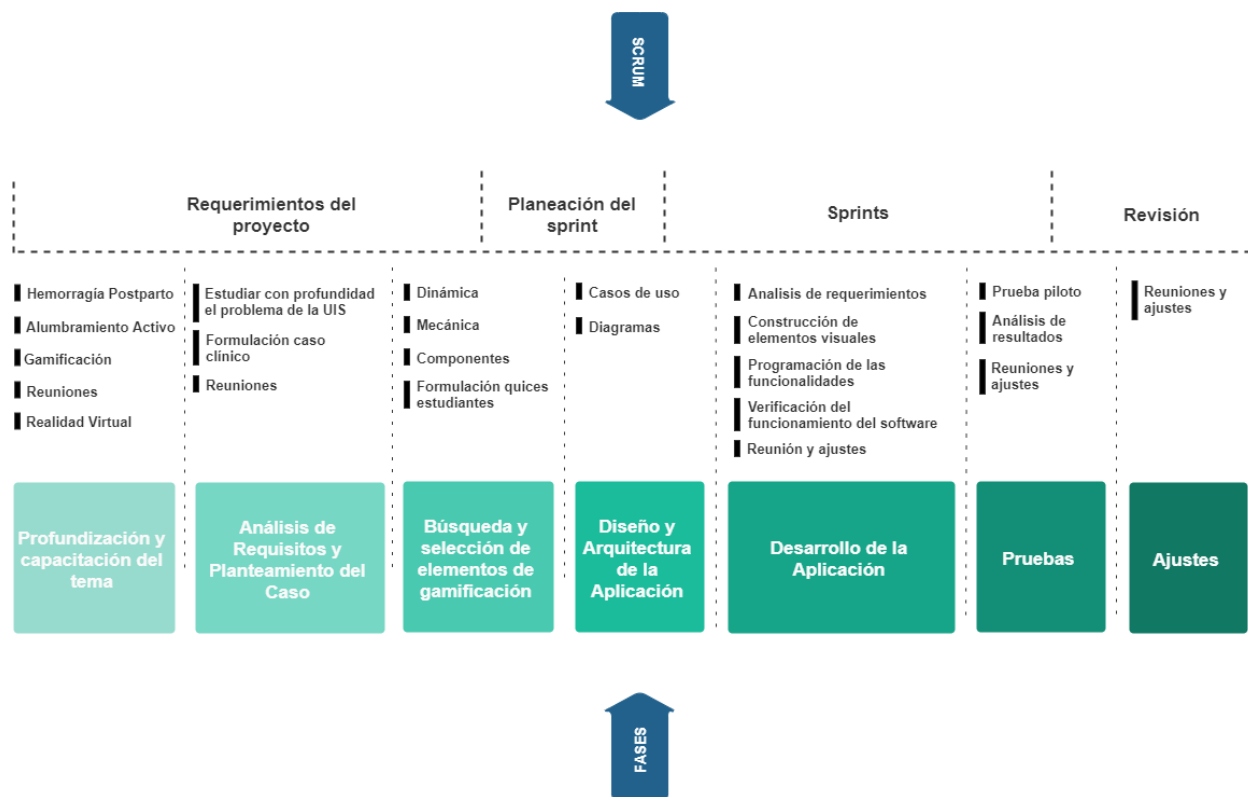 SCRUM
Requerimientos del
proyecto
Planeación del
sprint
Sprints
Revisión
Hemorragía Postparto
Alumbramiento Activo
Gamificación
Reuniones
Realidad Virtual
Estudiar con profundidad
el problema de la UIS
Formulación caso
clínico
Reuniones
Dinámica
Mecánica
Componentes
Formulación quices
estudiantes
Casos de uso
Diagramas
Analisis de requerimientos
Construcción de
elementos visuales
Programación de las
funcionalidades
Verificación del
funcionamiento del software
Reunión y ajustes
Prueba piloto
Análisis de
resultados
Reuniones y
ajustes
Reuniones y
ajustes
Profundización y
capacitación del
tema
Análisis de
Requisitos y
Planteamiento del
Caso
Búsqueda y
selección de
elementos de
gamificación
Diseño y
Arquitectura
de la
Aplicación
Desarrollo de la
Aplicación
Pruebas
Ajustes
FASES